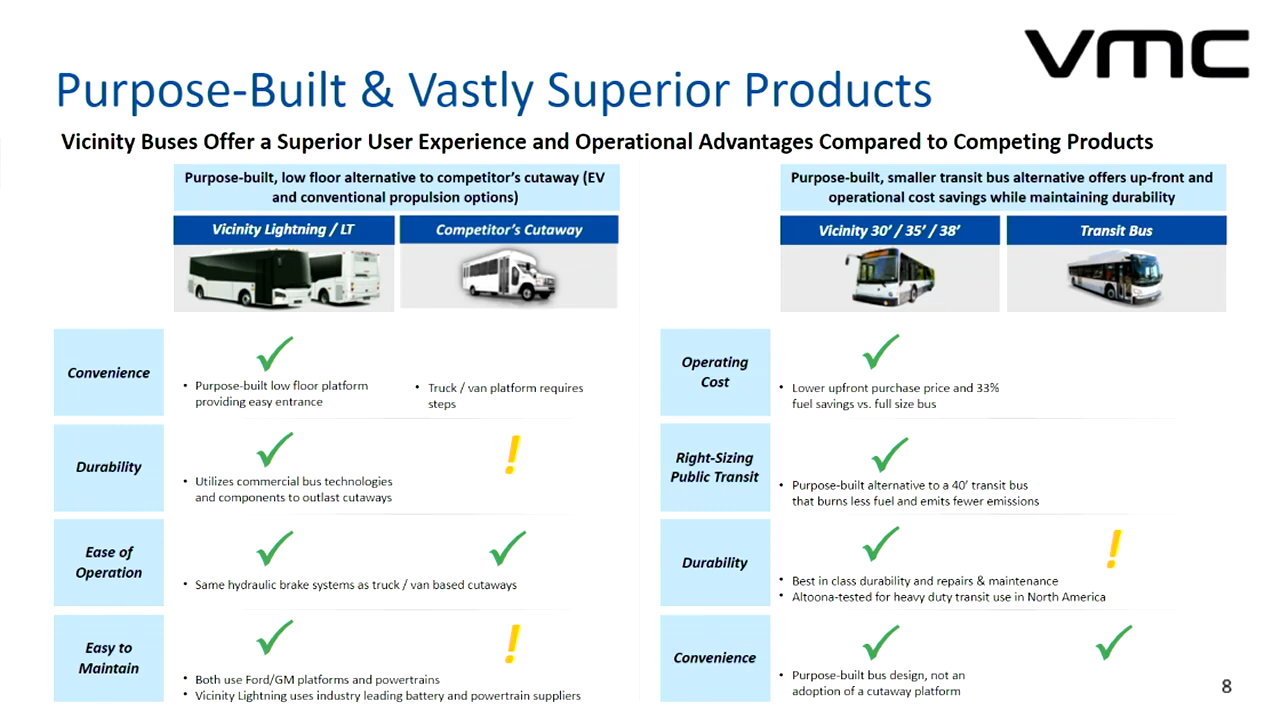 VMC
Purpose-Built & Vastly Superior Products
Vicinity Buses Offer a Superior User Experience and Operational Advantages Compared to Competing Products
Purpose-built, low floor alternative to competitor’s cutaway (EV
and conventional propulsion options)
Vicinity Lightning / LT
Competitor’s Cutaway
Convenience
• Purpose-built low floor platform
providing easy entrance
• Truck / van platform requires
steps
Durability
!
• Utilizes commercial bus technologies
and components to outlast cutaways
Ease of
Operation
• Same hydraulic brake systems as truck / van based cutaways
Easy to
Maintain
!
• Both use Ford/GM platforms and powertrains
• Vicinity Lightning uses industry leading battery and powertrain suppliers
Purpose-built, smaller transit bus alternative offers up-front and
operational cost savings while maintaining durability
Vicinity 30’ / 35’ / 38’
Transit Bus
Operating
Cost
• Lower upfront purchase price and 33%
fuel savings vs. full size bus
Right-Sizing
Public Transit
• Purpose-built alternative to a 40’ transit bus
that burns less fuel and emits fewer emissions
Durability
!
• Best in class durability and repairs & maintenance
• Altoona-tested for heavy duty transit use in North America
Convenience
• Purpose-built bus design, not an
adoption of a cutaway platform
8